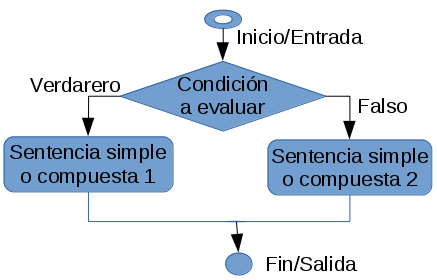 Inicio/Entrada
Verdarero
Condición
a evaluar
Falso
Sentencia simple
o compuesta 1
Sentencia simple
o compuesta 2
Fin/Salida